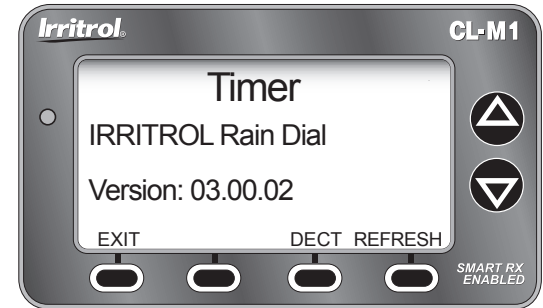 Irritrol®
CL-M1
Timer
IRRITROL Rain Dial
Version: 03.00.02
EXIT DECT REFRESH
SMART RX
ENABLED